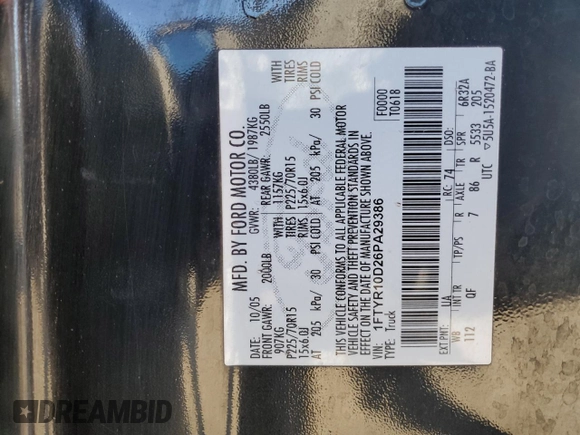 MFD. BY FORD MOTOR CO.
DATE: 10/05 GVWR: 4380LB/ 1987KG
FRONT GAWR: 2000LB REAR GAWR: 2550LB
907KG WITH 1157KG WITH
P225/70R15 TIRES P225/70R15 TIRES
15x6.0J RIMS 15x6.0J RIMS
AT 205 kPa/ 30 PSI COLD AT 205 kPa/ 30 PSI COLD
THIS VEHICLE CONFORMS TO ALL APPLICABLE FEDERAL MOTOR
VEHICLE SAFETY AND THEFT PREVENTION STANDARDS IN
EFFECT ON THE DATE OF MANUFACTURE SHOWN ABOVE.
VIN: 1FTYR10D26PA29386 F0000
TYPE: Truck T0618
EXT PNT: UA RC: 74 DSO:
WB INT TR TP/PS R AXLE TR SPR 6R32A
112 QF 7 86 R 5533 205
UTC ▽5U5A-1520472-BA
DREAMBID